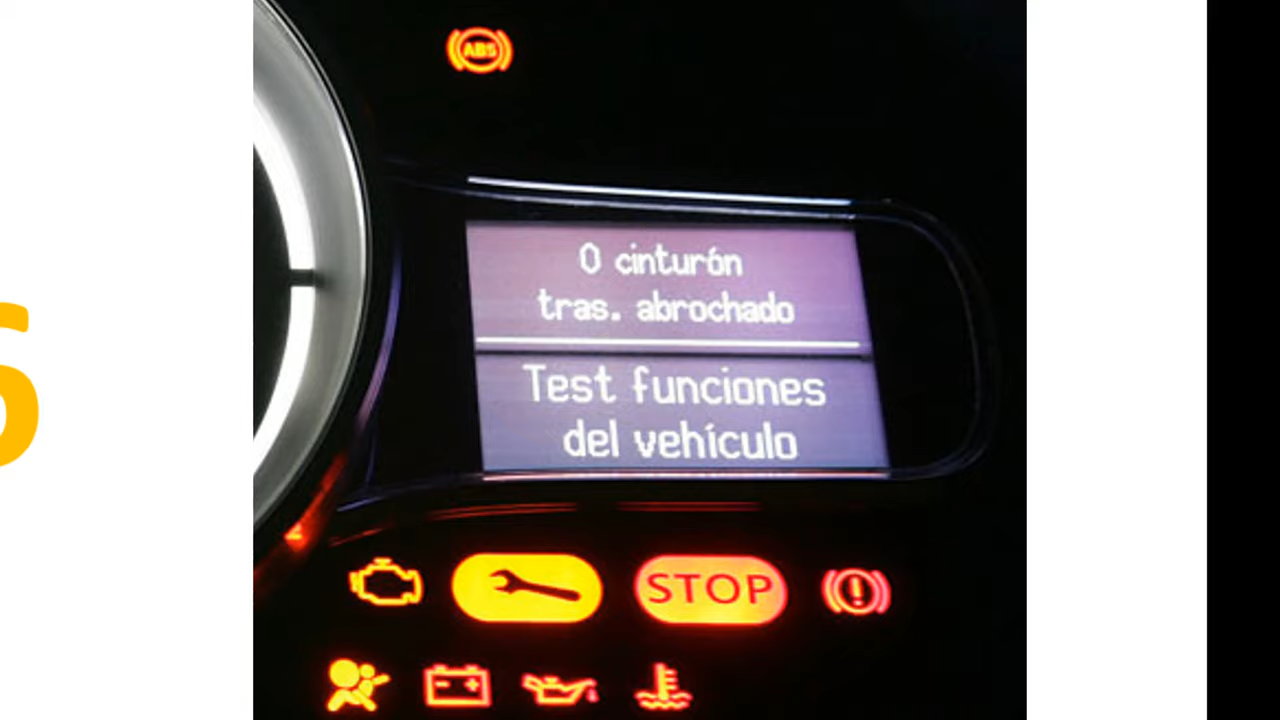 ABS
0 cinturón
tras. abrochado
Test funciones
del vehículo
STOP